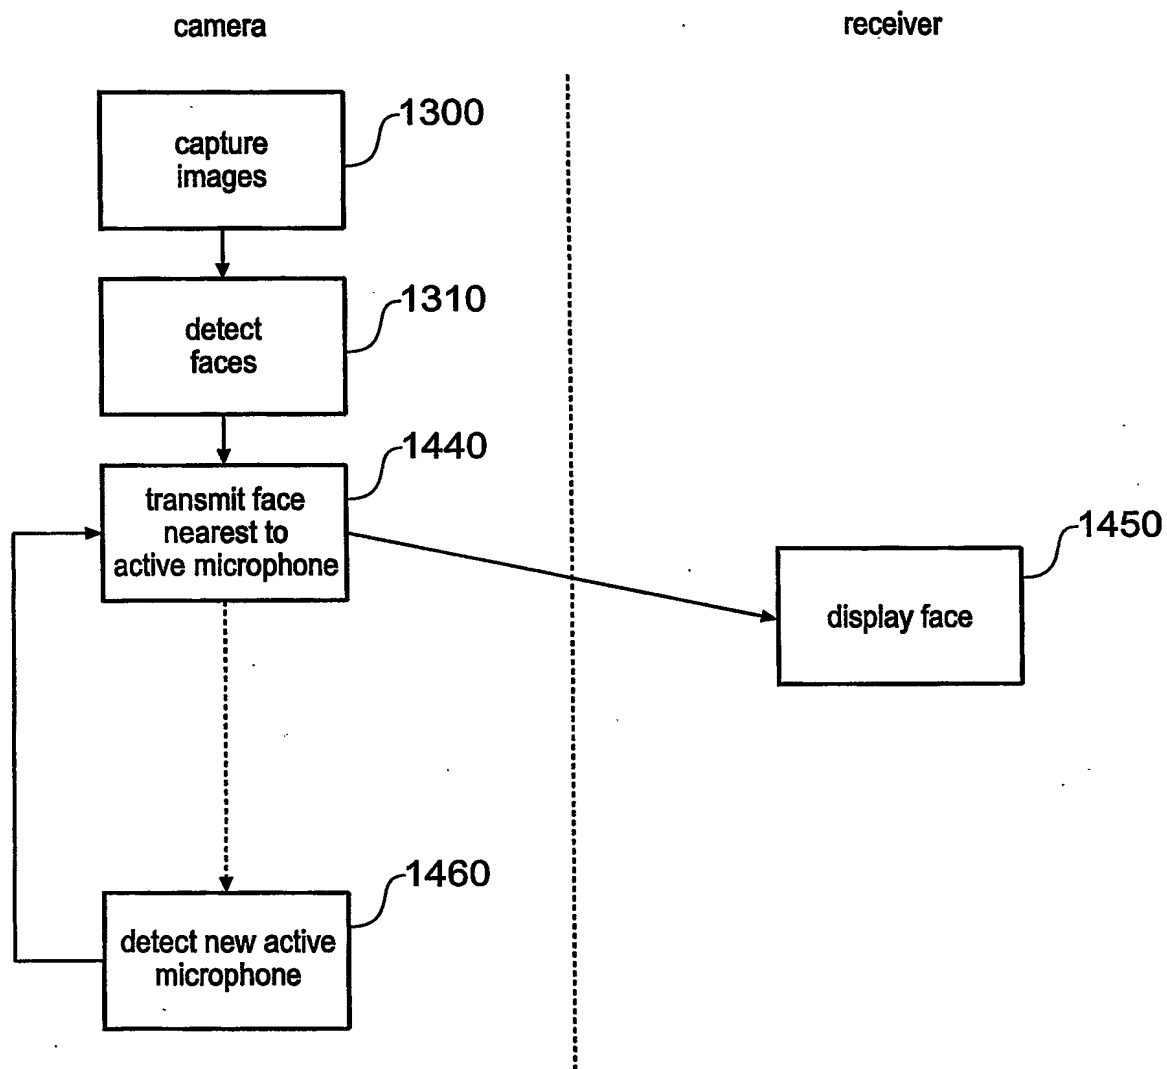 camera
receiver
1300
capture
images
1310
detect
faces
1440
transmit face
nearest to
active microphone
1450
display face
1460
detect new active
microphone